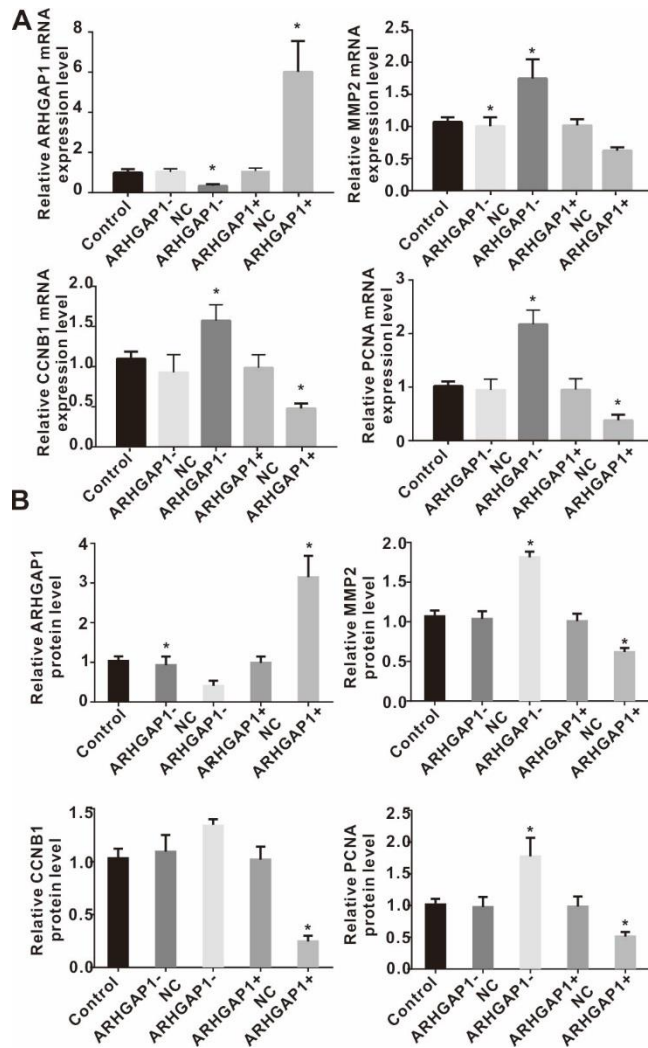 A
Relative ARHGAP1 mRNA
expression level
8
6
4
2
0
*
*
Control
ARHGAP1-
NC
ARHGAP1-
ARHGAP1+
NC
ARHGAP1+
Relative MMP2 mRNA
expression level
2.0
1.5
1.0
0.5
0.0
*
*
Control
ARHGAP1-
NC
ARHGAP1-
ARHGAP1+
NC
ARHGAP1+
Relative CCNB1 mRNA
expression level
2.0
1.5
1.0
0.5
0.0
*
*
Control
ARHGAP1-
NC
ARHGAP1-
ARHGAP1+
NC
ARHGAP1+
Relative PCNA mRNA
expression level
3
2
1
0
*
*
Control
ARHGAP1-
NC
ARHGAP1-
ARHGAP1+
NC
ARHGAP1+
B
Relative ARHGAP1
protein level
4
3
2
1
0
*
*
Control
ARHGAP1-
NC
ARHGAP1-
ARHGAP1+
NC
ARHGAP1+
Relative MMP2
protein level
2.0
1.5
1.0
0.5
0.0
*
*
Control
ARHGAP1-
NC
ARHGAP1-
ARHGAP1+
NC
ARHGAP1+
Relative CCNB1
protein level
1.5
1.0
0.5
0.0
*
Control
ARHGAP1-
NC
ARHGAP1-
ARHGAP1+
NC
ARHGAP1+
Relative PCNA
protein level
2.5
2.0
1.5
1.0
0.5
0.0
*
*
Control
ARHGAP1-
NC
ARHGAP1-
ARHGAP1+
NC
ARHGAP1+